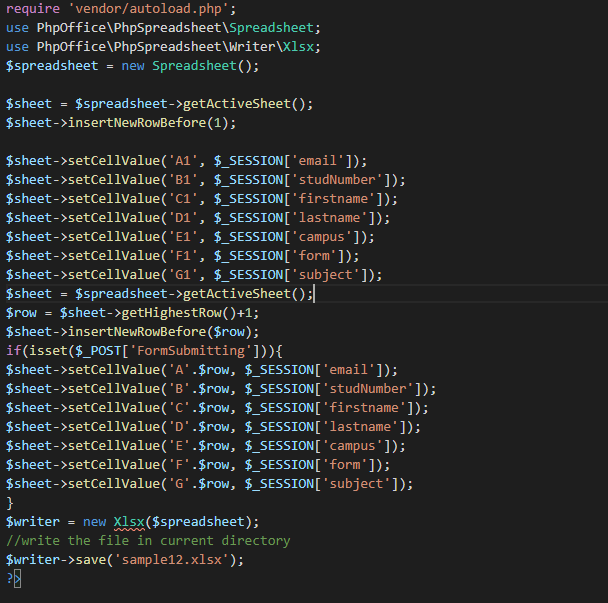 require 'vendor/autoload.php';
use PhpOffice\PhpSpreadsheet\Spreadsheet;
use PhpOffice\PhpSpreadsheet\Writer\Xlsx;
$spreadsheet = new Spreadsheet();
$sheet = $spreadsheet->getActiveSheet();
$sheet->insertNewRowBefore(1);
$sheet->setCellValue('A1', $_SESSION['email']);
$sheet->setCellValue('B1', $_SESSION['studNumber']);
$sheet->setCellValue('C1', $_SESSION['firstname']);
$sheet->setCellValue('D1', $_SESSION['lastname']);
$sheet->setCellValue('E1', $_SESSION['campus']);
$sheet->setCellValue('F1', $_SESSION['form']);
$sheet->setCellValue('G1', $_SESSION['subject']);
$sheet = $spreadsheet->getActiveSheet();
$row = $sheet->getHighestRow()+1;
$sheet->insertNewRowBefore($row);
if(isset($_POST['FormSubmitting'])){
$sheet->setCellValue('A'.$row, $_SESSION['email']);
$sheet->setCellValue('B'.$row, $_SESSION['studNumber']);
$sheet->setCellValue('C'.$row, $_SESSION['firstname']);
$sheet->setCellValue('D'.$row, $_SESSION['lastname']);
$sheet->setCellValue('E'.$row, $_SESSION['campus']);
$sheet->setCellValue('F'.$row, $_SESSION['form']);
$sheet->setCellValue('G'.$row, $_SESSION['subject']);
}
$writer = new Xlsx($spreadsheet);
//write the file in current directory
$writer->save('sample12.xlsx');
?>